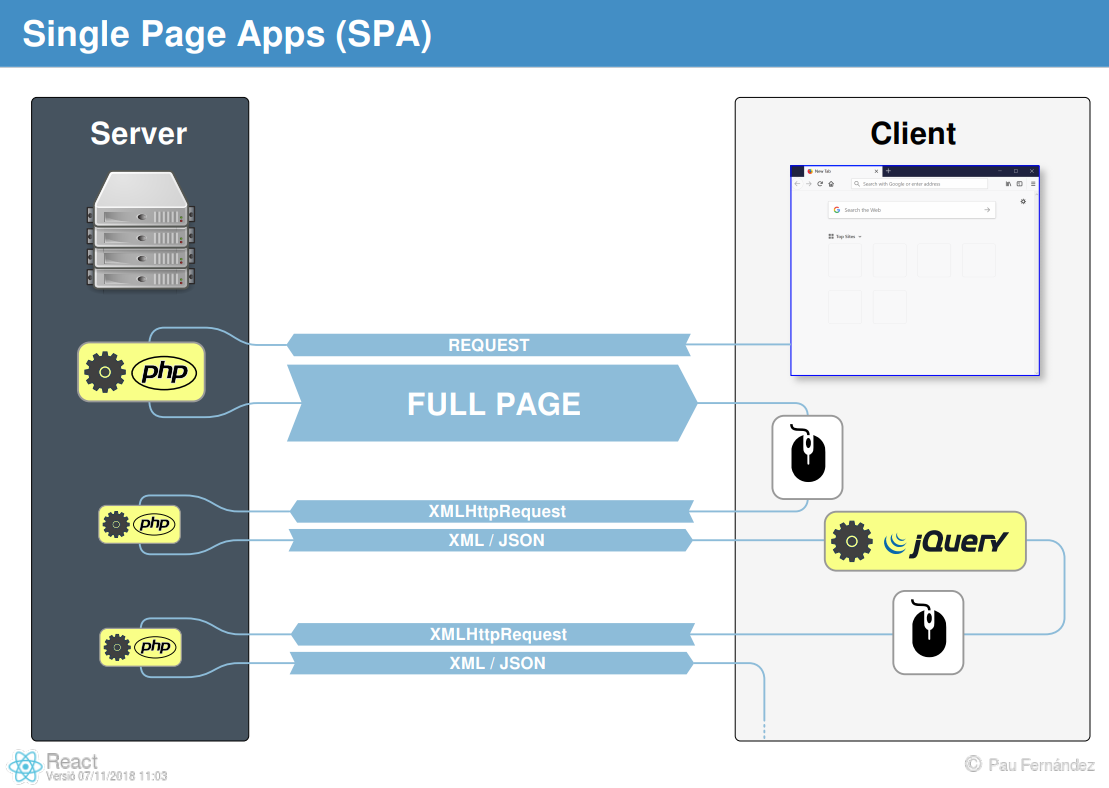 Single Page Apps (SPA)
Server
Client
New Tab
Search with Google or enter address
Search the Web
Top Sites
REQUEST
php
FULL PAGE
XMLHttpRequest
php
XML / JSON
jQuery
XMLHttpRequest
php
XML / JSON
React
Versió 07/11/2018 11:03
© Pau Fernández